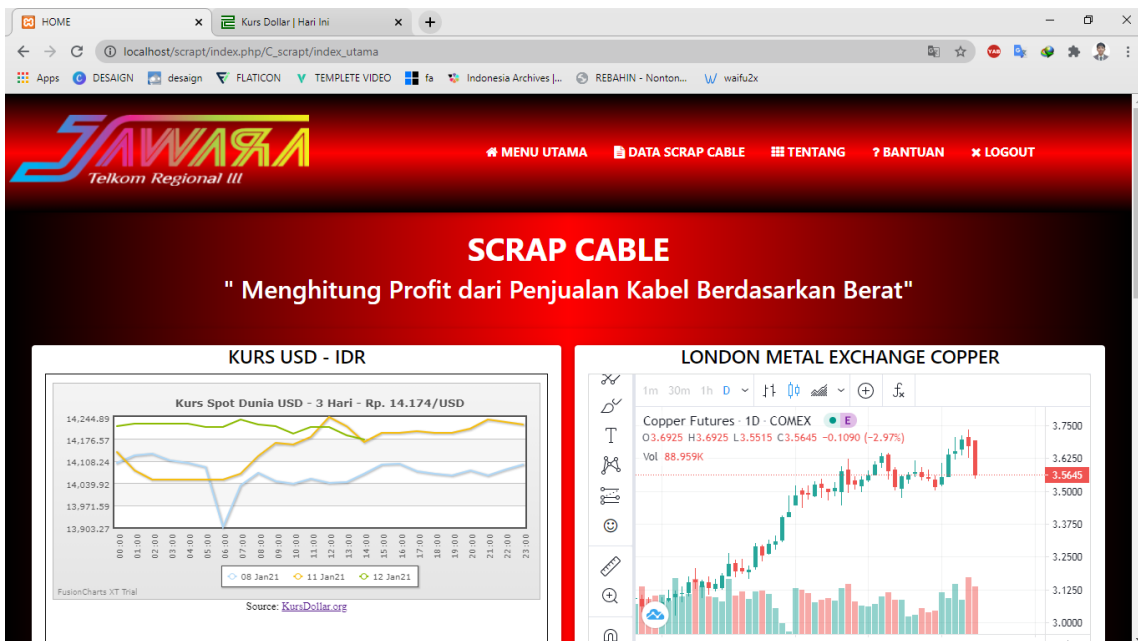 HOME
Kurs Dollar | Hari Ini
localhost/scrapt/index.php/C_scrapt/index_utama
Apps DESAIGN desaign FLATICON TEMPLETE VIDEO fa Indonesia Archives |... REBAHIN - Nonton... waifu2x
JAWARA
Telkom Regional III
MENU UTAMA DATA SCRAP CABLE TENTANG ? BANTUAN LOGOUT
SCRAP CABLE
" Menghitung Profit dari Penjualan Kabel Berdasarkan Berat"
KURS USD - IDR
Kurs Spot Dunia USD - 3 Hari - Rp. 14.174/USD
14,244.89
14,176.57
14,108.24
14,039.92
13,971.59
13,903.27
00:00 01:00 02:00 03:00 04:00 05:00 06:00 07:00 08:00 09:00 10:00 11:00 12:00 13:00 14:00 15:00 16:00 17:00 18:00 19:00 20:00 21:00 22:00 23:00
08 Jan21 11 Jan21 12 Jan21
FusionCharts XT Trial
Source: KursDollar.org
LONDON METAL EXCHANGE COPPER
1m 30m 1h D
Copper Futures · 1D · COMEX E
O3.6925 H3.6925 L3.5515 C3.5645 -0.1090 (-2.97%)
Vol 88.959K
3.7500
3.6250
3.5645
3.5000
3.3750
3.2500
3.1250
3.0000